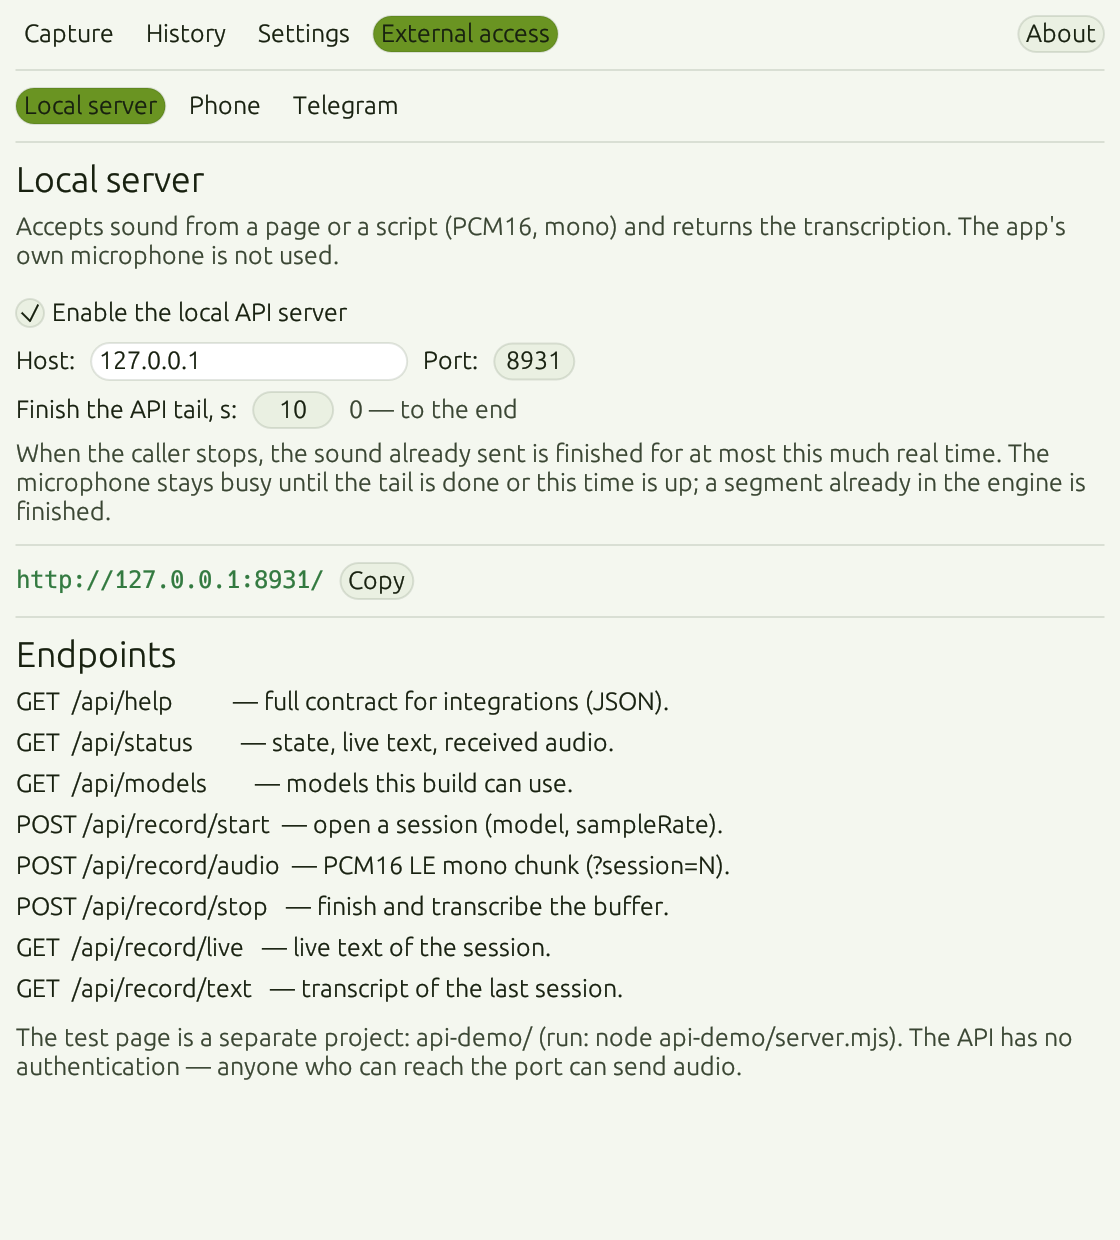 Capture History Settings External access About
Local server Phone Telegram
Local server
Accepts sound from a page or a script (PCM16, mono) and returns the transcription. The app's
own microphone is not used.
Enable the local API server
Host: 127.0.0.1 Port: 8931
Finish the API tail, s: 10 0 — to the end
When the caller stops, the sound already sent is finished for at most this much real time. The
microphone stays busy until the tail is done or this time is up; a segment already in the engine is
finished.
http://127.0.0.1:8931/ Copy
Endpoints
GET /api/help — full contract for integrations (JSON).
GET /api/status — state, live text, received audio.
GET /api/models — models this build can use.
POST /api/record/start — open a session (model, sampleRate).
POST /api/record/audio — PCM16 LE mono chunk (?session=N).
POST /api/record/stop — finish and transcribe the buffer.
GET /api/record/live — live text of the session.
GET /api/record/text — transcript of the last session.
The test page is a separate project: api-demo/ (run: node api-demo/server.mjs). The API has no
authentication — anyone who can reach the port can send audio.